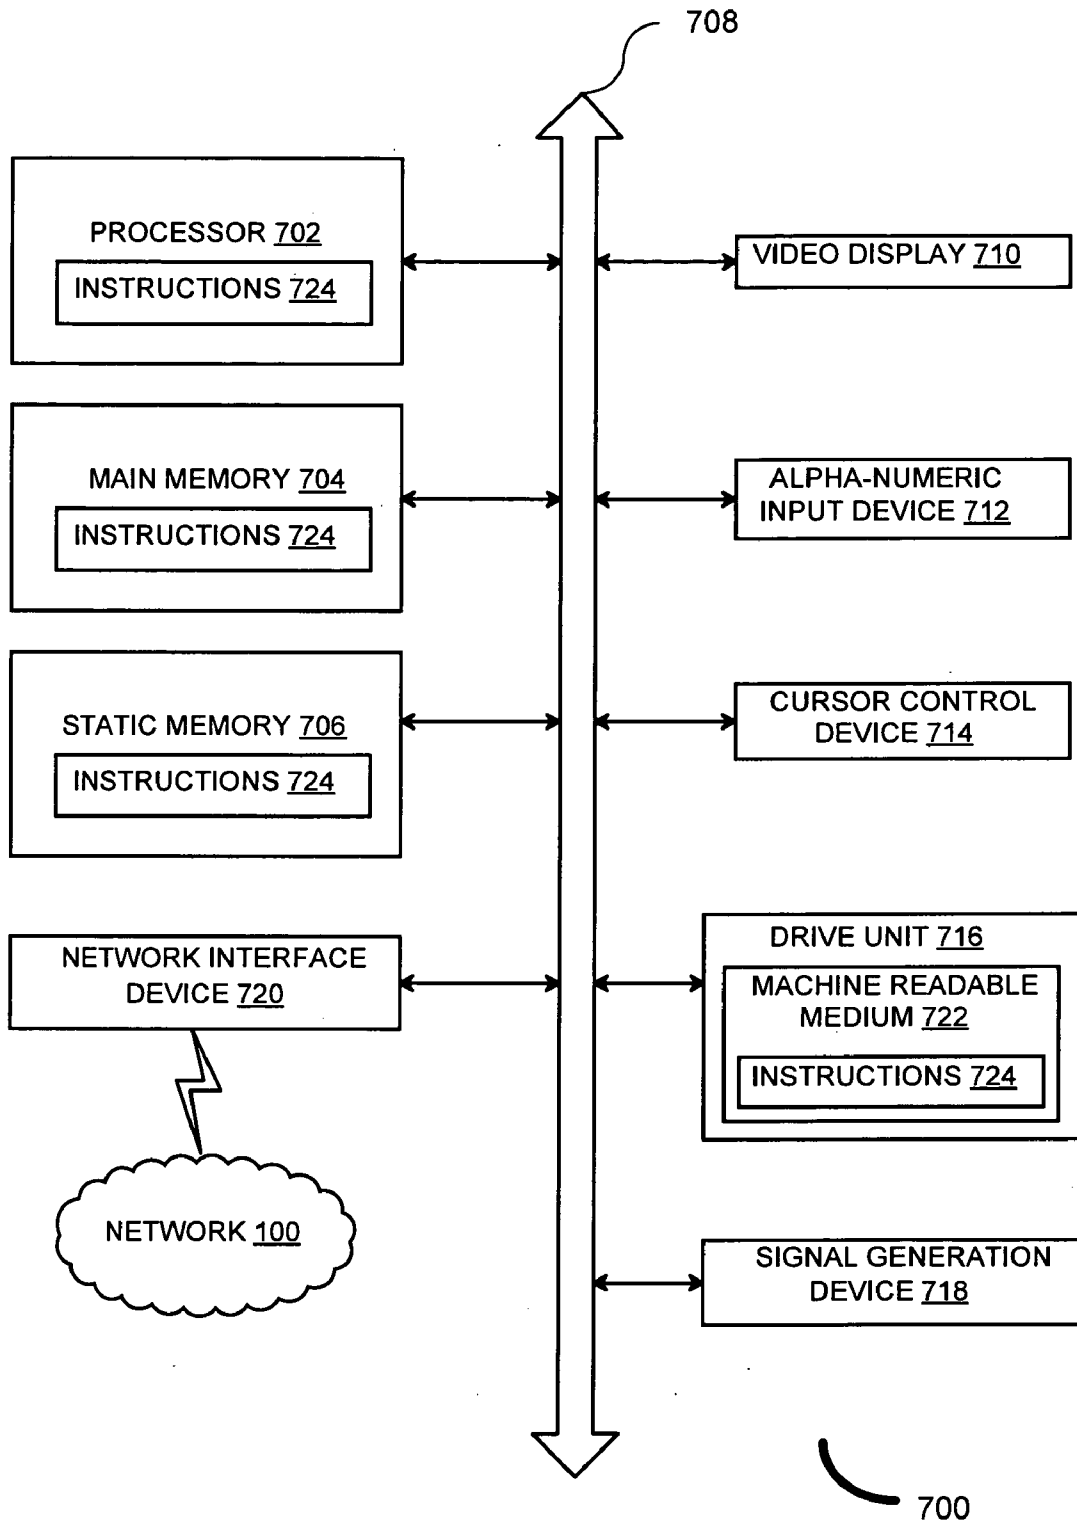 708
PROCESSOR 702
INSTRUCTIONS 724
MAIN MEMORY 704
INSTRUCTIONS 724
STATIC MEMORY 706
INSTRUCTIONS 724
NETWORK INTERFACE
DEVICE 720
NETWORK 100
VIDEO DISPLAY 710
ALPHA-NUMERIC
INPUT DEVICE 712
CURSOR CONTROL
DEVICE 714
DRIVE UNIT 716
MACHINE READABLE
MEDIUM 722
INSTRUCTIONS 724
SIGNAL GENERATION
DEVICE 718
700